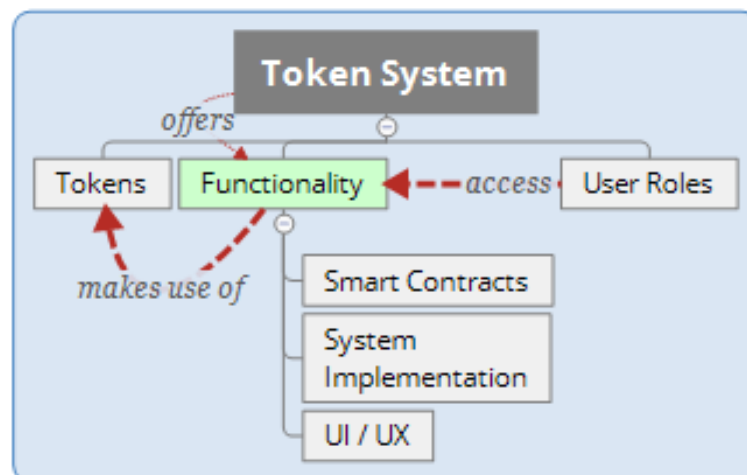 Token System
offers
Tokens
Functionality
access
User Roles
makes use of
Smart Contracts
System
Implementation
UI / UX